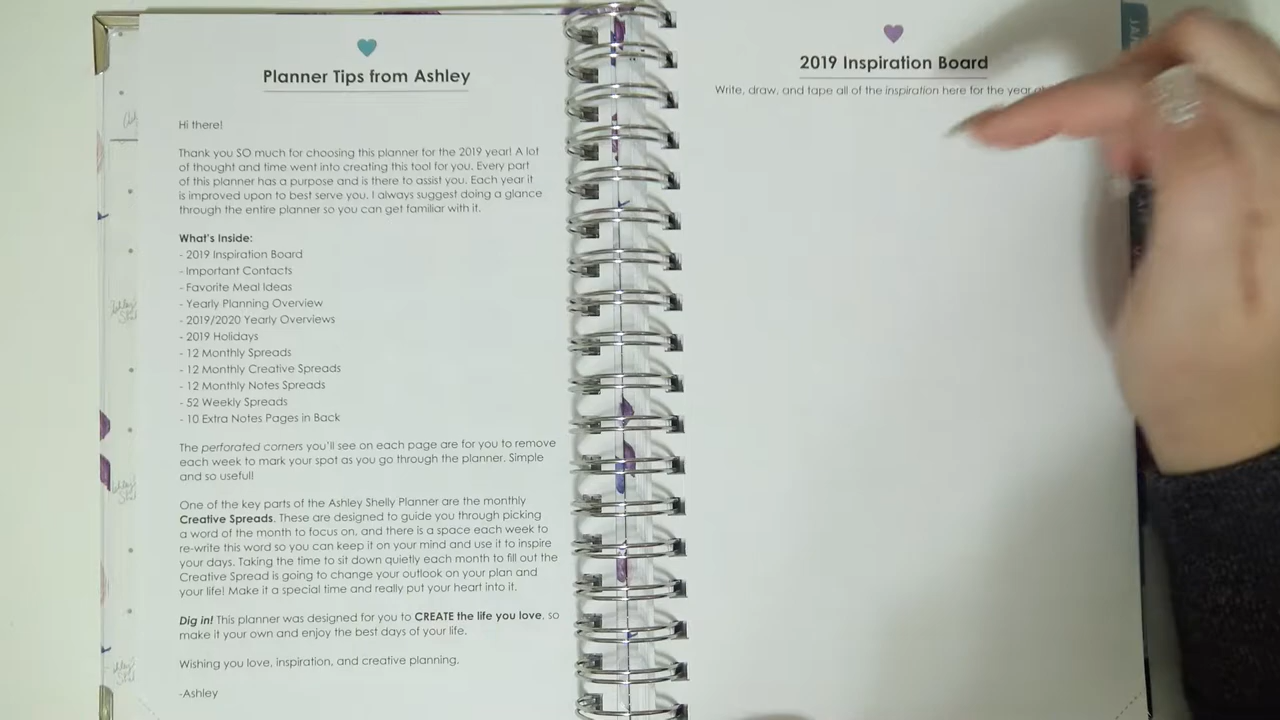 Planner Tips from Ashley
Hi there!
Thank you SO much for choosing this planner for the 2019 year! A lot
of thought and time went into creating this tool for you. Every part
of this planner has a purpose and is there to assist you. Each year it
is improved upon to best serve you. I always suggest doing a glance
through the entire planner so you can get familiar with it.
What's Inside:
- 2019 Inspiration Board
- Important Contacts
- Favorite Meal Ideas
- Yearly Planning Overview
- 2019/2020 Yearly Overviews
- 2019 Holidays
- 12 Monthly Spreads
- 12 Monthly Creative Spreads
- 12 Monthly Notes Spreads
- 52 Weekly Spreads
- 10 Extra Notes Pages in Back
The perforated corners you'll see on each page are for you to remove
each week to mark your spot as you go through the planner. Simple
and so useful!
One of the key parts of the Ashley Shelly Planner are the monthly
Creative Spreads. These are designed to guide you through picking
a word of the month to focus on, and there is a space each week to
re-write this word so you can keep it on your mind and use it to inspire
your days. Taking the time to sit down quietly each month to fill out the
Creative Spread is going to change your outlook on your plan and
your life! Make it a special time and really put your heart into it.
Dig in! This planner was designed for you to CREATE the life you love, so
make it your own and enjoy the best days of your life.
Wishing you love, inspiration, and creative planning,
-Ashley
2019 Inspiration Board
Write, draw, and tape all of the inspiration here for the year